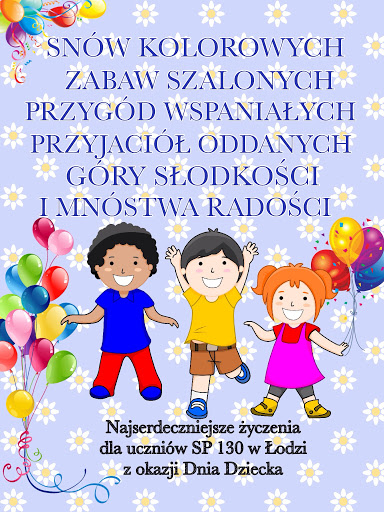 SNÓW KOLOROWYCH
ZABAW SZALONYCH
PRZYGÓD WSPANIAŁYCH
PRZYJACIÓŁ ODDANYCH
GÓRY SŁODKOŚCI
I MNÓSTWA RADOŚCI
Najserdeczniejsze życzenia
dla uczniów SP 130 w Łodzi
z okazji Dnia Dziecka